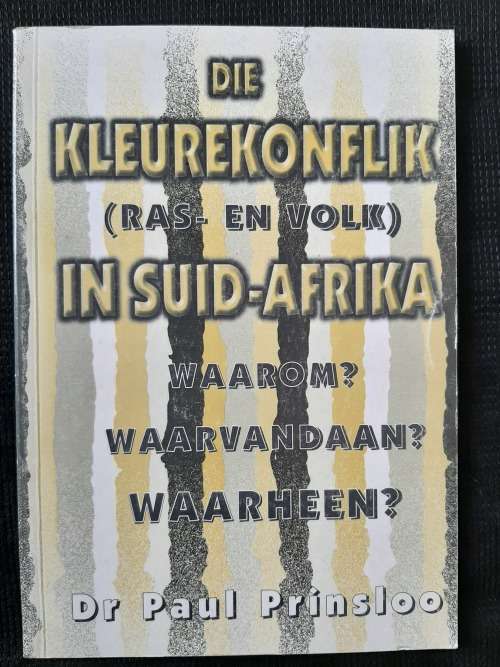 DIE
KLEUREKONFLIK
(RAS- EN VOLK)
IN SUID-AFRIKA
WAAROM?
WAARVANDAAN?
WAARHEEN?
Dr Paul Prinsloo